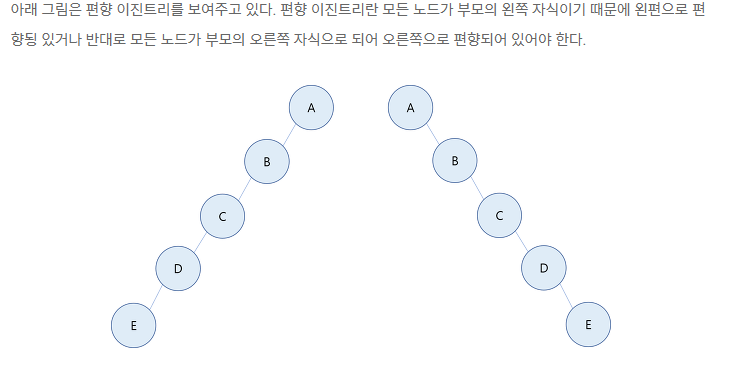 아래 그림은 편향 이진트리를 보여주고 있다. 편향 이진트리란 모든 노드가 부모의 왼쪽 자식이기 때문에 왼편으로 편
향됭 있거나 반대로 모든 노드가 부모의 오른쪽 자식으로 되어 오른쪽으로 편향되어 있어야 한다.
A A
B B
C C
D D
E E